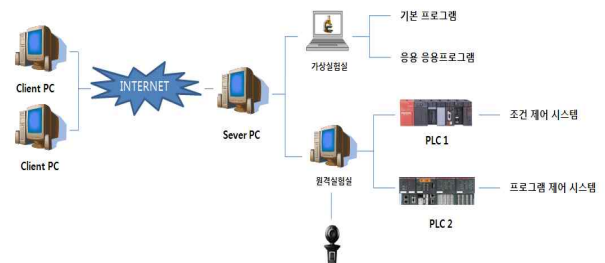 Client PC
Client PC
INTERNET
Sever PC
가상실험실
기본 프로그램
응용 응용프로그램
원격실험실
PLC 1
조건 제어 시스템
PLC 2
프로그램 제어 시스템